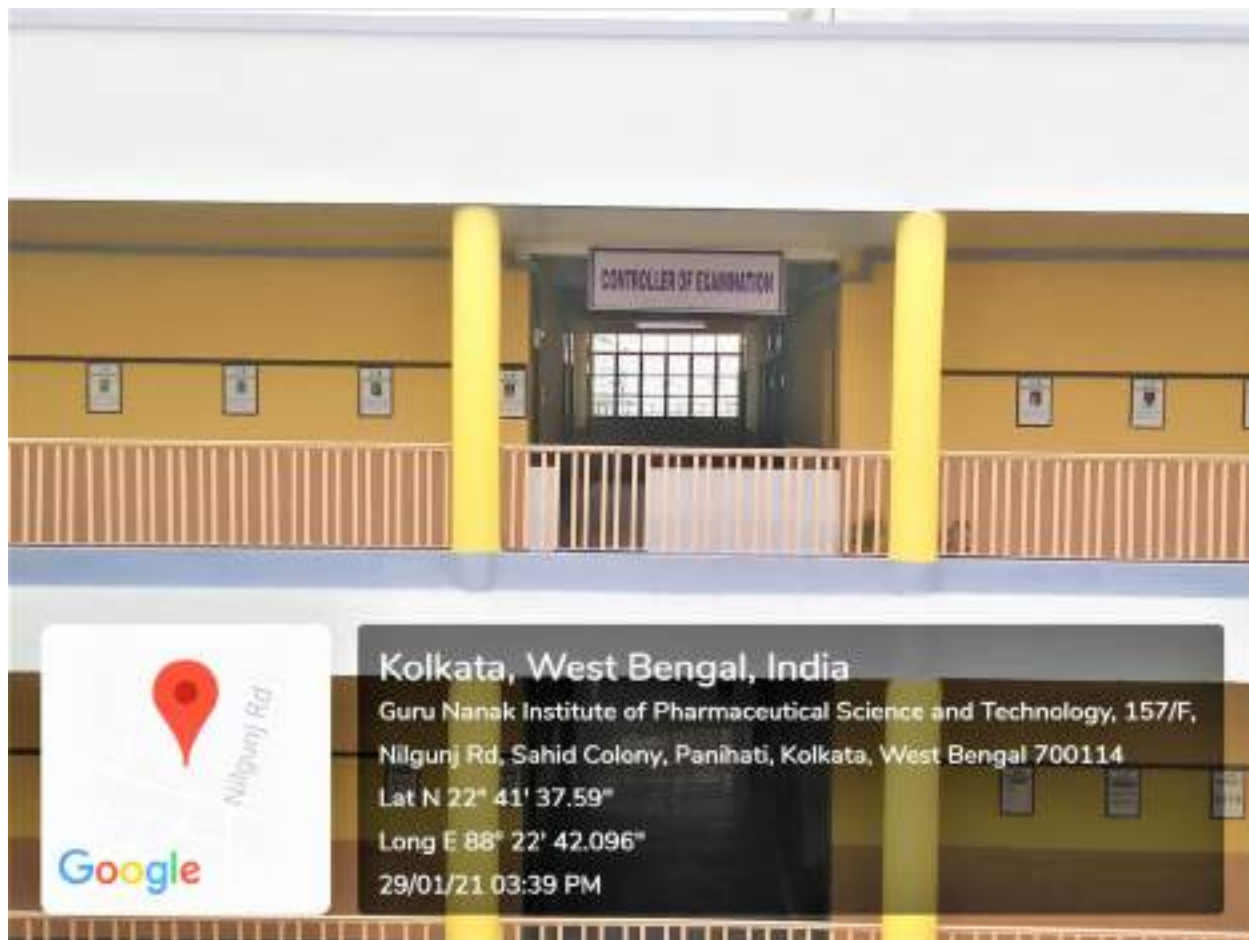 CONTROLLER OF EXAMINATION
Nilgunj Rd
Google
Kolkata, West Bengal, India
Guru Nanak Institute of Pharmaceutical Science and Technology, 157/F,
Nilgunj Rd, Sahid Colony, Panihati, Kolkata, West Bengal 700114
Lat N 22° 41' 37.59"
Long E 88° 22' 42.096"
29/01/21 03:39 PM